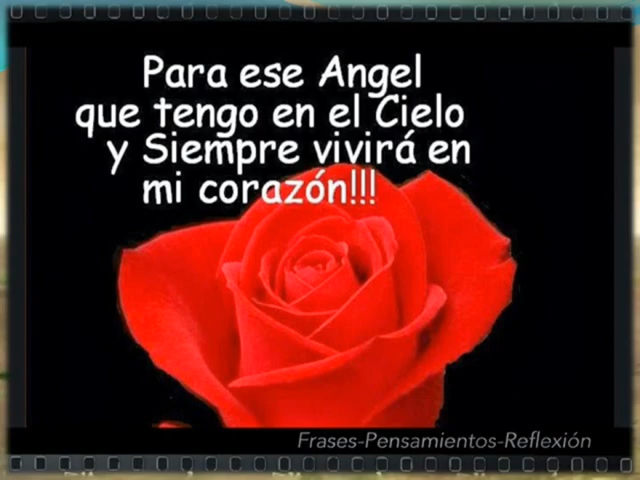 Para ese Angel
que tengo en el Cielo
y Siempre vivirá en
mi corazón!!!
Frases-Pensamientos-Reflexión